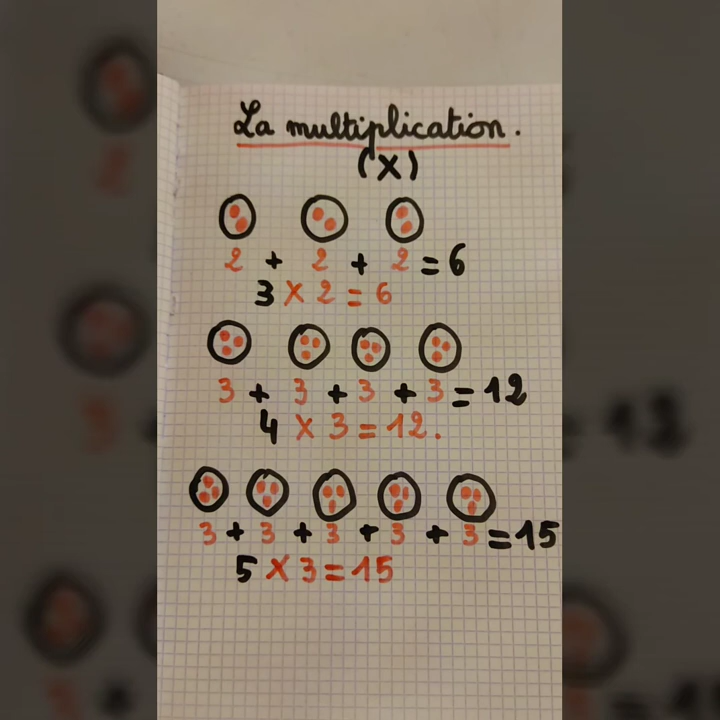 La multiplication.
(X)
2 + 2 + 2 = 6
3 X 2 = 6
3 + 3 + 3 + 3 = 12
4 X 3 = 12.
3 + 3 + 3 + 3 + 3 = 15
5 X 3 = 15